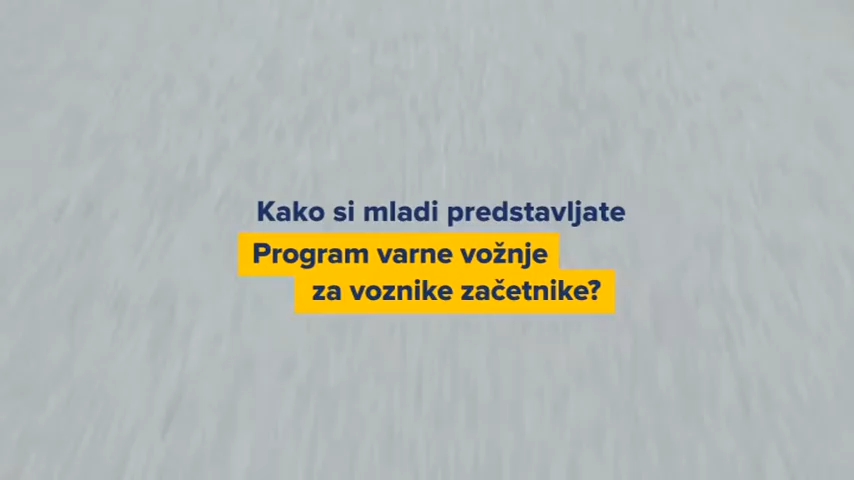 Kako si mladi predstavljate
Program varne vožnje
za voznike začetnike?